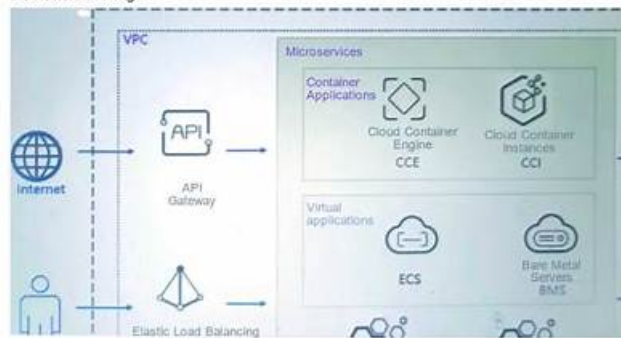 VPC
Microservices
Container
Applications
Cloud Container
Engine
CCE
Cloud Container
Instances
CCI
API
API
Gateway
Internet
Virtual
applications
ECS
Bare Metal
Servers
BMS
Elastic Load Balancing